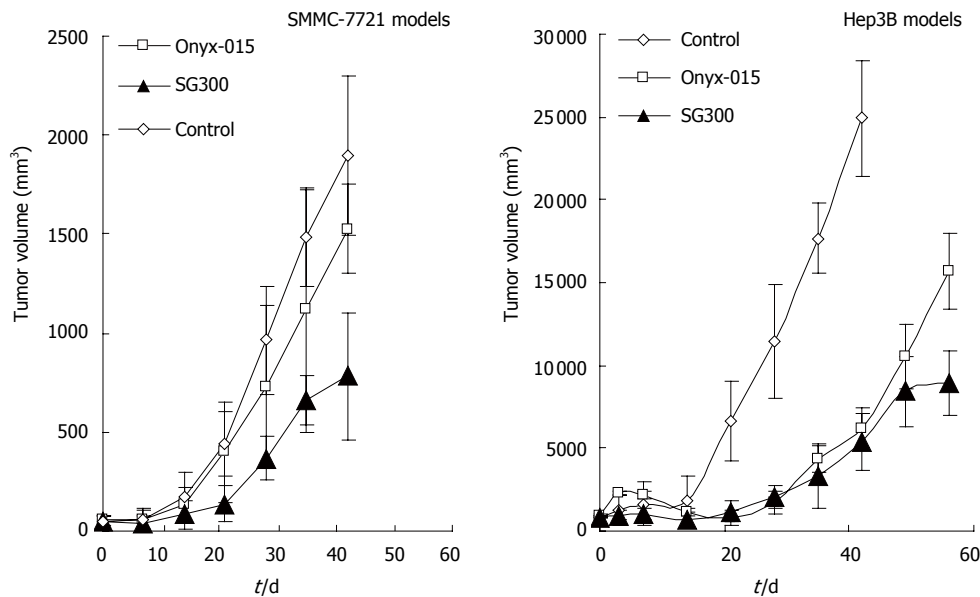 SMMC-7721 models
Tumor volume (mm³)
2500
2000
1500
1000
500
0
Onyx-015
SG300
Control
0 10 20 30 40 50 60
t/d
Hep3B models
Tumor volume (mm³)
30 000
25 000
20 000
15 000
10 000
5000
0
Control
Onyx-015
SG300
0 20 40 60
t/d